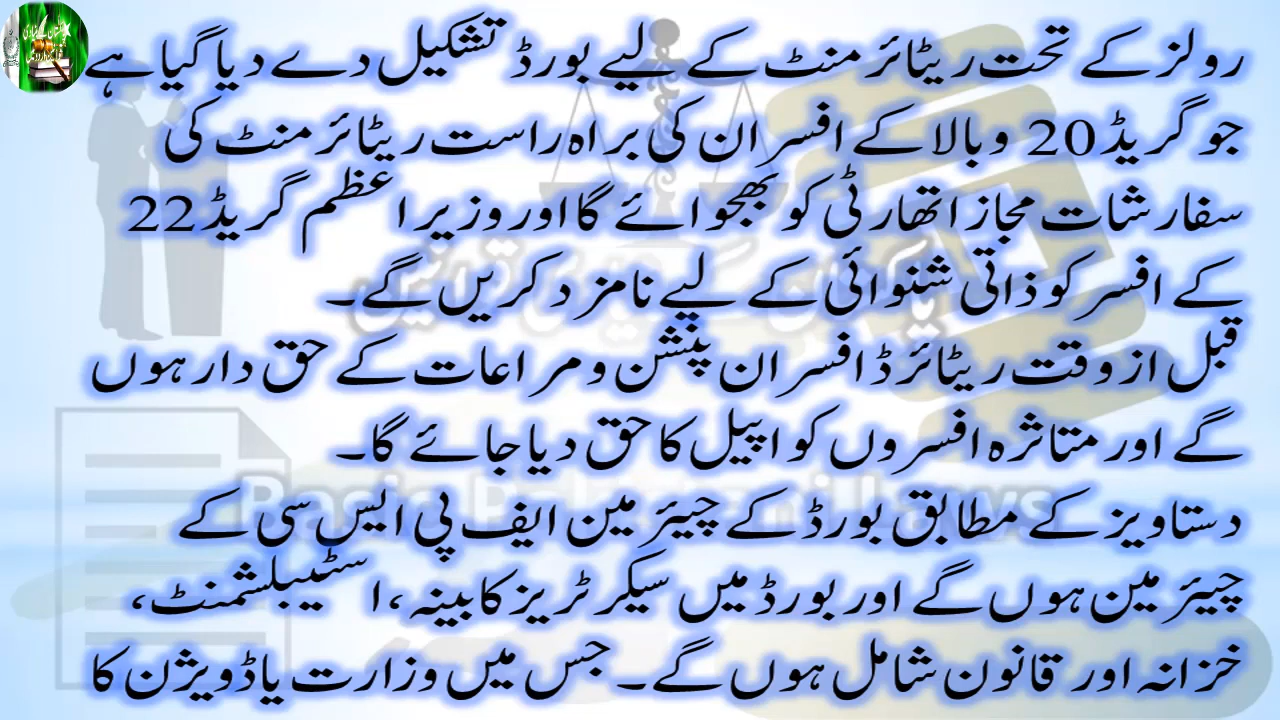 رولز کے تحت ریٹائرمنٹ کے لیے بورڈ تشکیل دے دیا گیا ہے
جو گریڈ 20 و بالا کے افسران کی براہ راست ریٹائرمنٹ کی
سفارشات مجاز اتھارٹی کو بھجوائے گا اور وزیر اعظم گریڈ 22
کے افسر کو ذاتی شنوائی کے لیے نامزد کریں گے۔
قبل از وقت ریٹائرڈ افسران پنشن و مراعات کے حق دار ہوں
گے اور متاثرہ افسروں کو اپیل کا حق دیا جائے گا۔
دستاویز کے مطابق بورڈ کے چیئرمین ایف پی ایس سی کے
چیئرمین ہوں گے اور بورڈ میں سیکرٹریز کابینہ، اسٹیبلشمنٹ،
خزانہ اور قانون شامل ہوں گے۔ جس میں وزارت یا ڈویژن کا
Basic Pakistani Laws